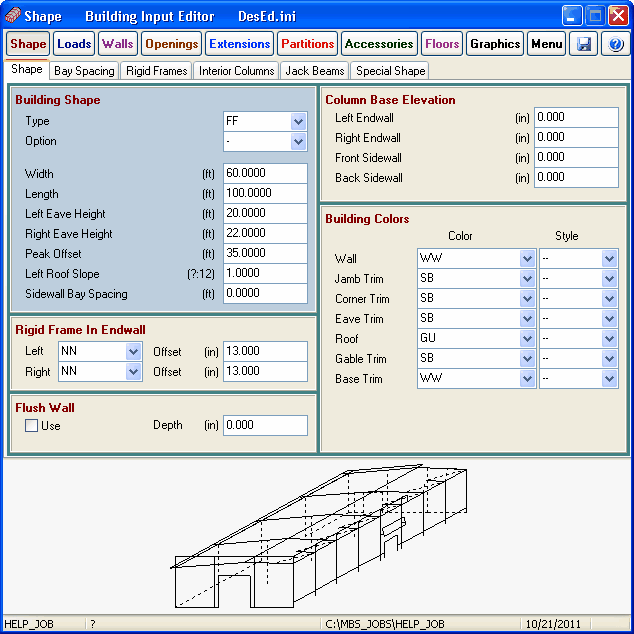 Shape Building Input Editor DesEd.ini
Shape Loads Walls Openings Extensions Partitions Accessories Floors Graphics Menu
Shape Bay Spacing Rigid Frames Interior Columns Jack Beams Special Shape
Building Shape
Type FF
Option -
Width (ft) 60.0000
Length (ft) 100.0000
Left Eave Height (ft) 20.0000
Right Eave Height (ft) 22.0000
Peak Offset (ft) 35.0000
Left Roof Slope (?:12) 1.0000
Sidewall Bay Spacing (ft) 0.0000
Rigid Frame In Endwall
Left NN Offset (in) 13.000
Right NN Offset (in) 13.000
Flush Wall
Use Depth (in) 0.000
Column Base Elevation
Left Endwall (in) 0.000
Right Endwall (in) 0.000
Front Sidewall (in) 0.000
Back Sidewall (in) 0.000
Building Colors
Color Style
Wall WW --
Jamb Trim SB --
Corner Trim SB --
Eave Trim SB --
Roof GU --
Gable Trim SB --
Base Trim WW --
HELP_JOB ? C:\MBS_JOBS\HELP_JOB 10/21/2011